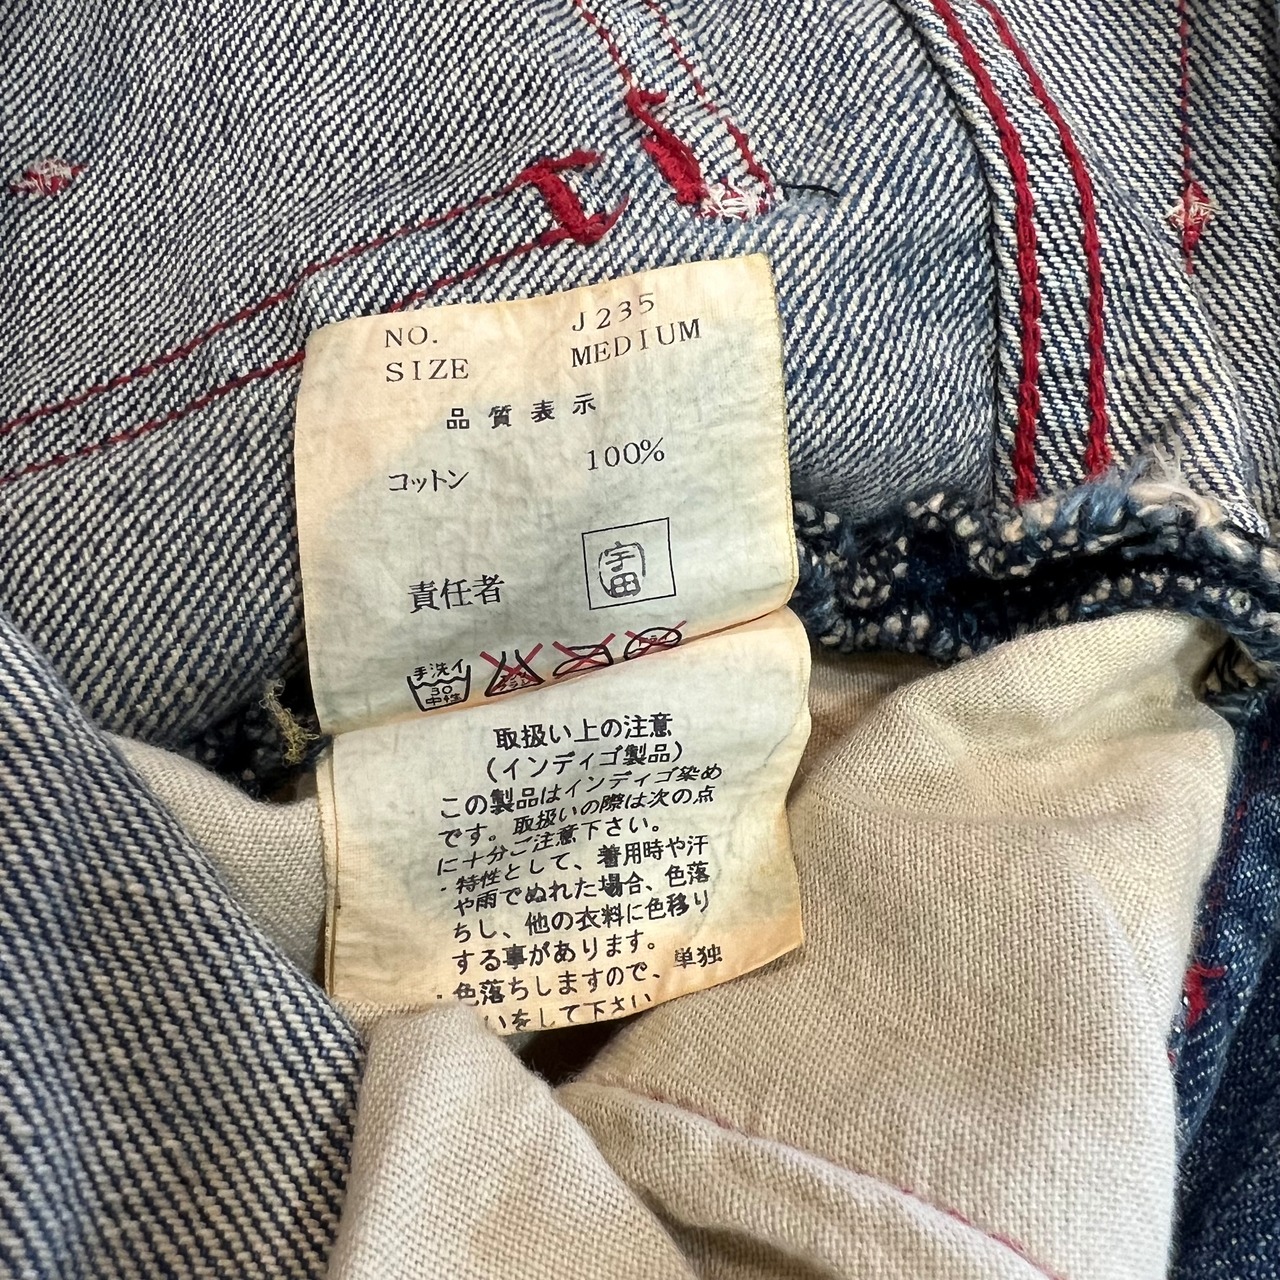 NO. J235
SIZE MEDIUM
品質表示
コットン 100%
責任者 宇田
手洗イ
30
中性
取扱い上の注意
(インディゴ製品)
この製品はインディゴ染め
です。取扱いの際は次の点
に十分ご注意下さい。
・特性として、着用時や汗
や雨でぬれた場合、色落
ちし、他の衣料に色移り
する事があります。
・色落ちしますので、単独
いをして下さい